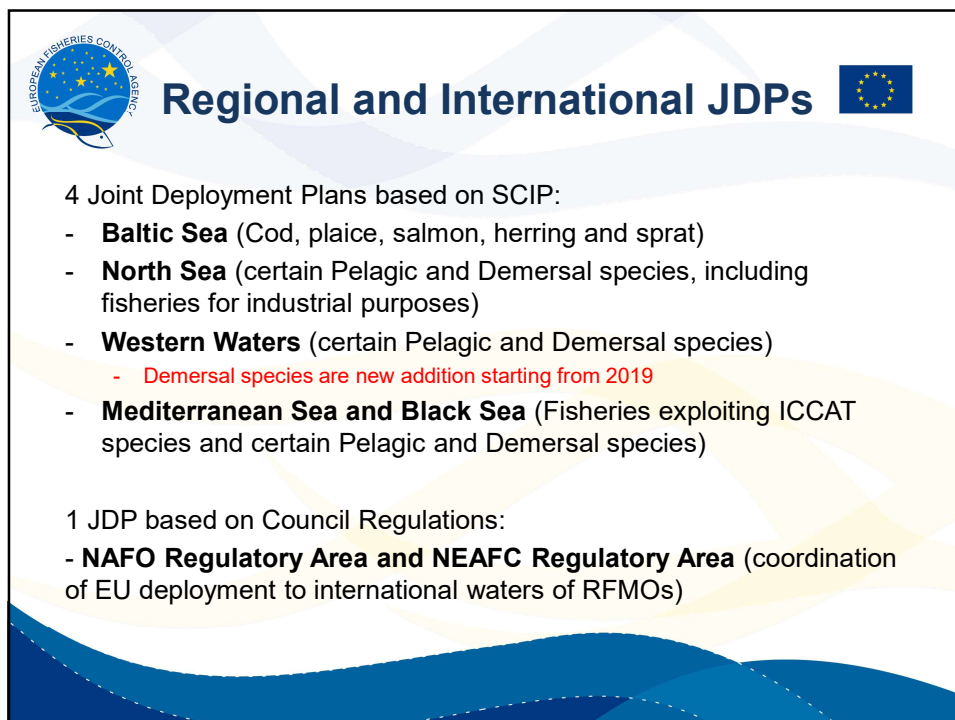 EUROPEAN FISHERIES CONTROL AGENCY
Regional and International JDPs
4 Joint Deployment Plans based on SCIP:
- Baltic Sea (Cod, plaice, salmon, herring and sprat)
- North Sea (certain Pelagic and Demersal species, including
fisheries for industrial purposes)
- Western Waters (certain Pelagic and Demersal species)
- Demersal species are new addition starting from 2019
- Mediterranean Sea and Black Sea (Fisheries exploiting ICCAT
species and certain Pelagic and Demersal species)
1 JDP based on Council Regulations:
- NAFO Regulatory Area and NEAFC Regulatory Area (coordination
of EU deployment to international waters of RFMOs)